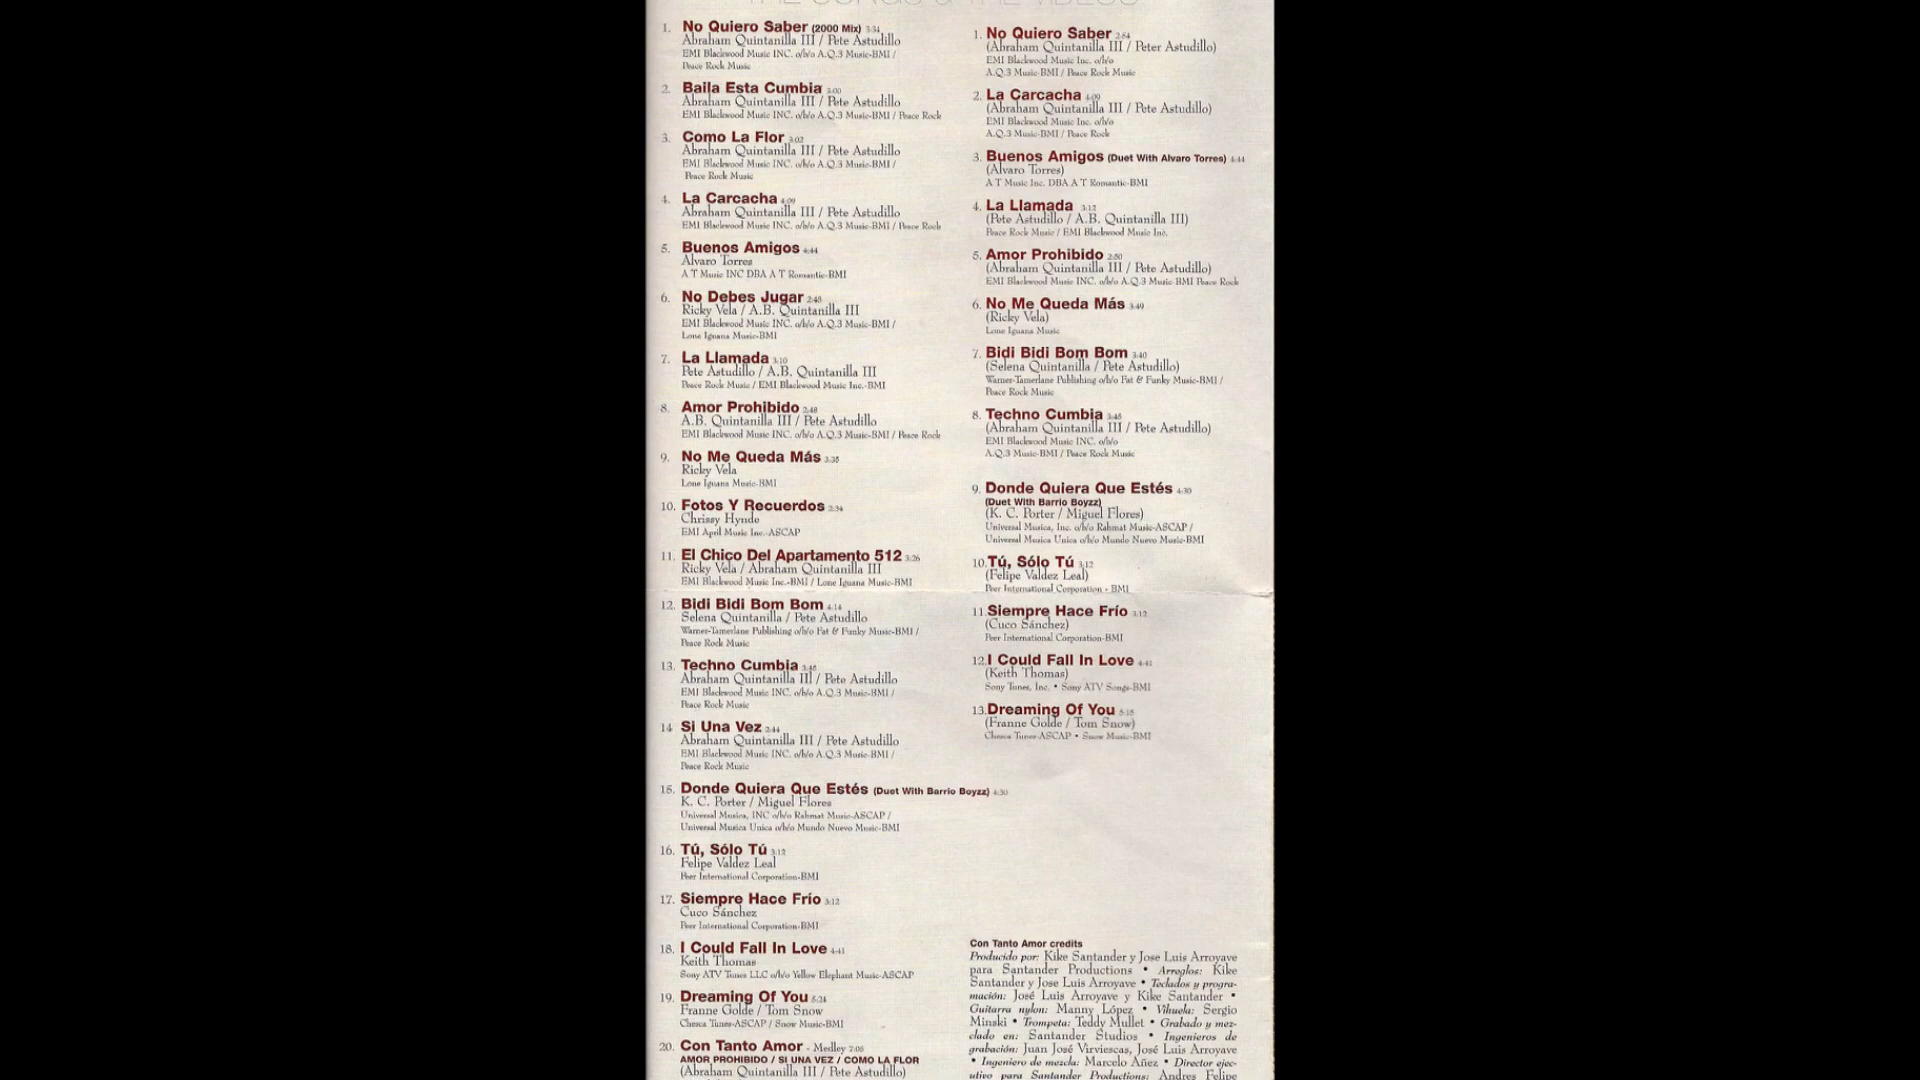 THE SONGS & THE VIDEOS
1. No Quiero Saber (2000 Mix) 3:34
Abraham Quintanilla III / Pete Astudillo
EMI Blackwood Music INC. o/b/o A.Q.3 Music-BMI /
Peace Rock Music
2. Baila Esta Cumbia 3:00
Abraham Quintanilla III / Pete Astudillo
EMI Blackwood Music INC. o/b/o A.Q.3 Music-BMI / Peace Rock
3. Como La Flor 3:02
Abraham Quintanilla III / Pete Astudillo
EMI Blackwood Music INC. o/b/o A.Q.3 Music-BMI /
Peace Rock Music
4. La Carcacha 4:09
Abraham Quintanilla III / Pete Astudillo
EMI Blackwood Music INC. o/b/o A.Q.3 Music-BMI / Peace Rock
5. Buenos Amigos 4:44
Alvaro Torres
A T Music INC DBA A T Romantic-BMI
6. No Debes Jugar 2:48
Ricky Vela / A.B. Quintanilla III
EMI Blackwood Music INC. o/b/o A.Q.3 Music-BMI /
Lone Iguana Music-BMI
7. La Llamada 3:10
Pete Astudillo / A.B. Quintanilla III
Peace Rock Music / EMI Blackwood Music Inc.-BMI
8. Amor Prohibido 2:48
A.B. Quintanilla III / Pete Astudillo
EMI Blackwood Music INC. o/b/o A.Q.3 Music-BMI / Peace Rock
9. No Me Queda Más 3:35
Ricky Vela
Lone Iguana Music-BMI
10. Fotos Y Recuerdos 2:34
Chrissy Hynde
EMI April Music Inc.-ASCAP
11. El Chico Del Apartamento 512 3:26
Ricky Vela / Abraham Quintanilla III
EMI Blackwood Music Inc.-BMI / Lone Iguana Music-BMI
12. Bidi Bidi Bom Bom 4:14
Selena Quintanilla / Pete Astudillo
Warner-Tamerlane Publishing o/b/o Fat & Funky Music-BMI /
Peace Rock Music
13. Techno Cumbia 3:48
Abraham Quintanilla III / Pete Astudillo
EMI Blackwood Music INC. o/b/o A.Q.3 Music-BMI /
Peace Rock Music
14 Si Una Vez 2:44
Abraham Quintanilla III / Pete Astudillo
EMI Blackwood Music INC. o/b/o A.Q.3 Music-BMI /
Peace Rock Music
15. Donde Quiera Que Estés (Duet With Barrio Boyzz) 4:30
K. C. Porter / Miguel Flores
Universal Musica, INC o/b/o Rahmat Music-ASCAP /
Universal Musica Unica o/b/o Mundo Nuevo Music-BMI
16. Tú, Sólo Tú 3:12
Felipe Valdez Leal
Peer International Corporation-BMI
17. Siempre Hace Frío 3:12
Cuco Sánchez
Peer International Corporation-BMI
18. I Could Fall In Love 4:41
Keith Thomas
Sony ATV Tunes LLC o/b/o Yellow Elephant Music-ASCAP
19. Dreaming Of You 5:24
Franne Golde / Tom Snow
Chesca Tunes-ASCAP / Snow Music-BMI
20. Con Tanto Amor - Medley 7:05
AMOR PROHIBIDO / SI UNA VEZ / COMO LA FLOR
(Abraham Quintanilla III / Pete Astudillo)
1. No Quiero Saber 2:54
(Abraham Quintanilla III / Peter Astudillo)
EMI Blackwood Music Inc. o/b/o
A.Q.3 Music-BMI / Peace Rock Music
2. La Carcacha 4:09
(Abraham Quintanilla III / Pete Astudillo)
EMI Blackwood Music Inc. o/b/o
A.Q.3 Music-BMI / Peace Rock
3. Buenos Amigos (Duet With Alvaro Torres) 4:44
(Alvaro Torres)
A T Music Inc. DBA A T Romantic-BMI
4. La Llamada 3:12
(Pete Astudillo / A.B. Quintanilla III)
Peace Rock Music / EMI Blackwood Music Inc.
5. Amor Prohibido 2:50
(Abraham Quintanilla III / Pete Astudillo)
EMI Blackwood Music INC. o/b/o A.Q.3 Music-BMI Peace Rock
6. No Me Queda Más 3:49
(Ricky Vela)
Lone Iguana Music
7. Bidi Bidi Bom Bom 3:40
(Selena Quintanilla / Pete Astudillo)
Warner-Tamerlane Publishing o/b/o Fat & Funky Music-BMI /
Peace Rock Music
8. Techno Cumbia 3:45
(Abraham Quintanilla III / Pete Astudillo)
EMI Blackwood Music INC. o/b/o
A.Q.3 Music-BMI / Peace Rock Music
9. Donde Quiera Que Estés 4:30
(Duet With Barrio Boyzz)
(K. C. Porter / Miguel Flores)
Universal Musica, Inc. o/b/o Rahmat Music-ASCAP /
Universal Musica Unica o/b/o Mundo Nuevo Music-BMI
10. Tú, Sólo Tú 3:12
(Felipe Valdez Leal)
Peer International Corporation - BMI
11. Siempre Hace Frío 3:12
(Cuco Sánchez)
Peer International Corporation-BMI
12. I Could Fall In Love 4:42
(Keith Thomas)
Sony Tunes, Inc. • Sony ATV Songs-BMI
13. Dreaming Of You 5:15
(Franne Golde / Tom Snow)
Chesca Tunes-ASCAP • Snow Music-BMI
Con Tanto Amor credits
Producido por: Kike Santander y Jose Luis Arroyave
para Santander Productions • Arreglos: Kike
Santander y Jose Luis Arroyave • Teclados y progra-
mación: José Luis Arroyave y Kike Santander •
Guitarra nylon: Manny López • Vihuela: Sergio
Minski • Trompeta: Teddy Mullet • Grabado y mez-
clado en: Santander Studios • Ingenieros de
grabación: Juan José Virviescas, José Luis Arroyave
• Ingeniero de mezcla: Marcelo Añez • Director ejec-
utivo para Santander Productions: Andres Felipe